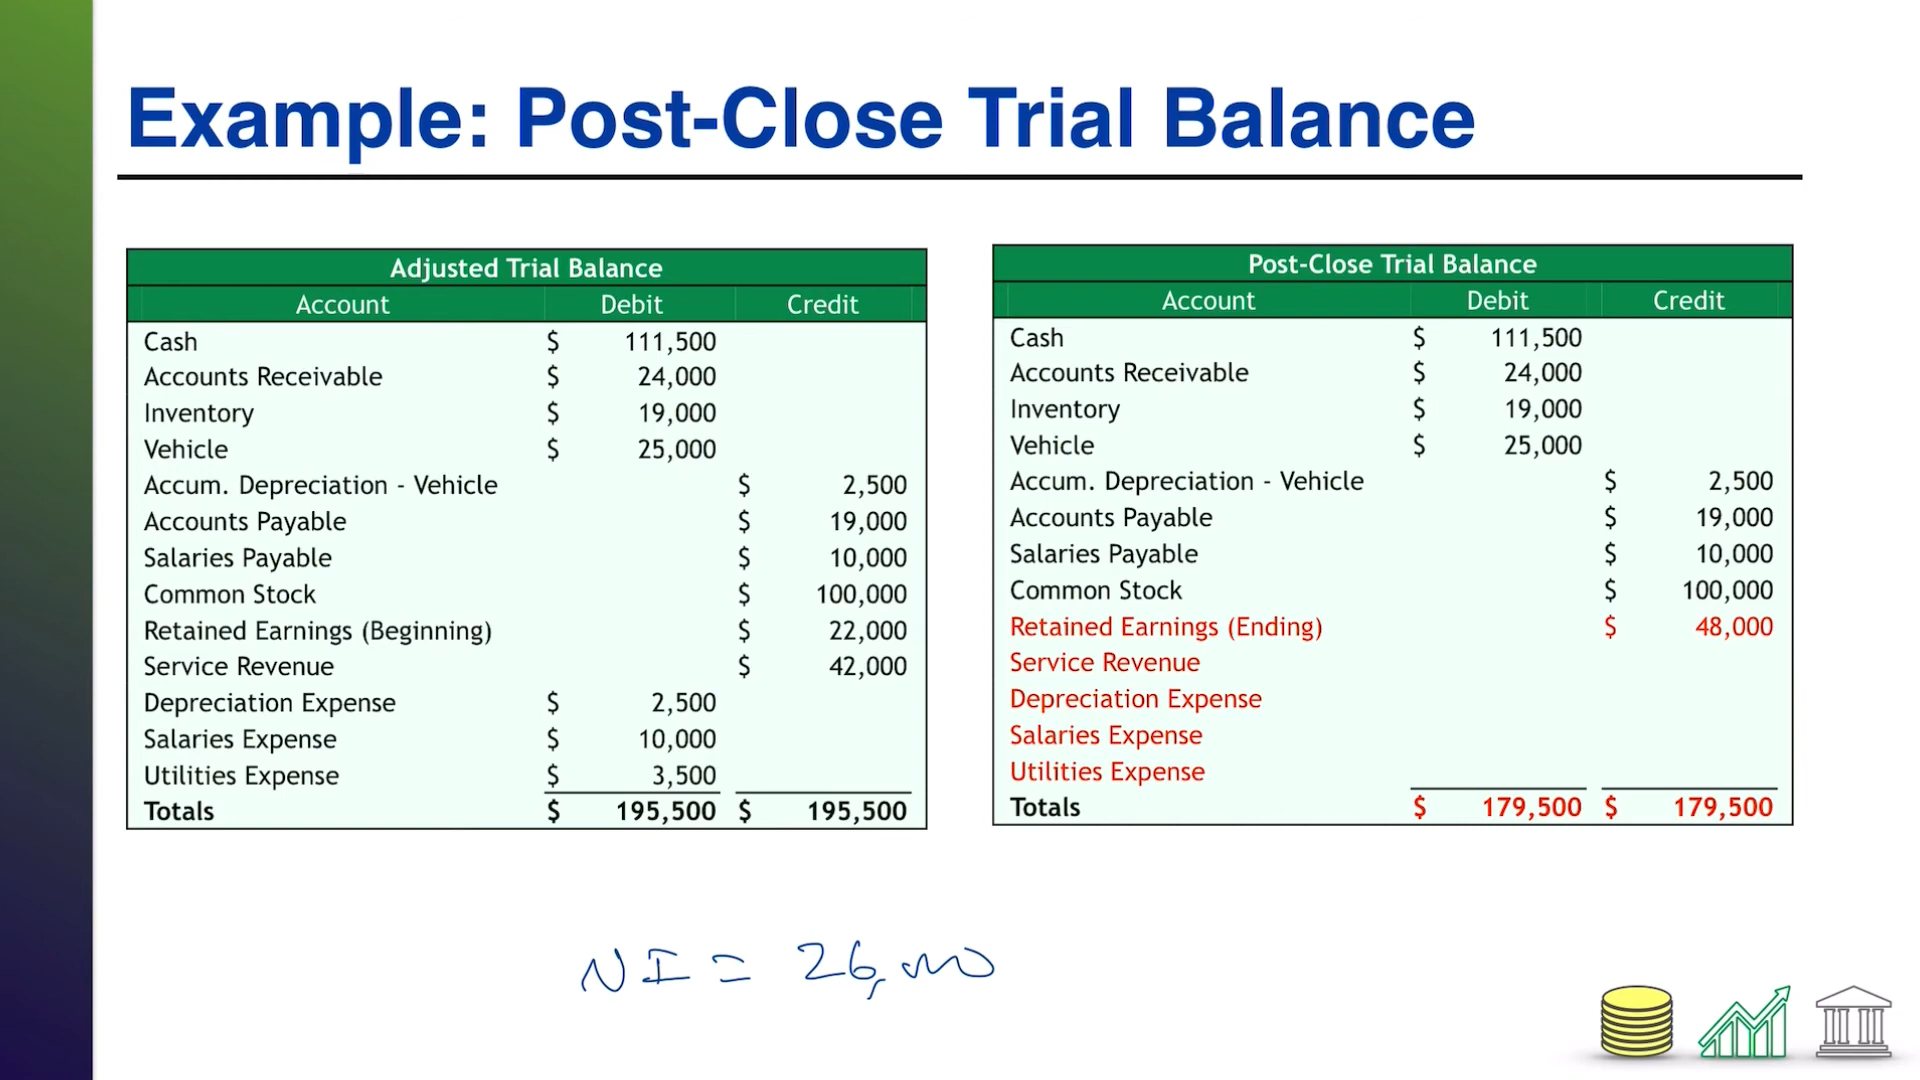 Example: Post-Close Trial Balance
Adjusted Trial Balance
Account Debit Credit
Cash $ 111,500
Accounts Receivable $ 24,000
Inventory $ 19,000
Vehicle $ 25,000
Accum. Depreciation - Vehicle $ 2,500
Accounts Payable $ 19,000
Salaries Payable $ 10,000
Common Stock $ 100,000
Retained Earnings (Beginning) $ 22,000
Service Revenue $ 42,000
Depreciation Expense $ 2,500
Salaries Expense $ 10,000
Utilities Expense $ 3,500
Totals $ 195,500 $ 195,500
Post-Close Trial Balance
Account Debit Credit
Cash $ 111,500
Accounts Receivable $ 24,000
Inventory $ 19,000
Vehicle $ 25,000
Accum. Depreciation - Vehicle $ 2,500
Accounts Payable $ 19,000
Salaries Payable $ 10,000
Common Stock $ 100,000
Retained Earnings (Ending) $ 48,000
Service Revenue
Depreciation Expense
Salaries Expense
Utilities Expense
Totals $ 179,500 $ 179,500
NI = 26,000